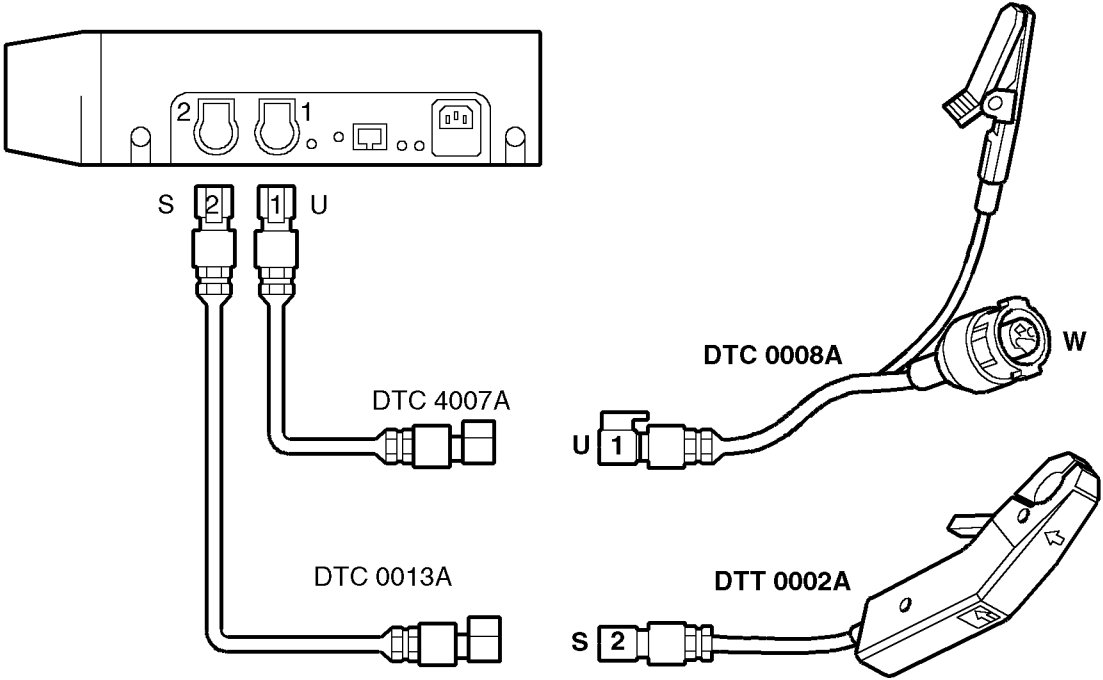 2 1
S 2 1 U
DTC 0008A
W
DTC 4007A
U 1
DTC 0013A
DTT 0002A
S 2